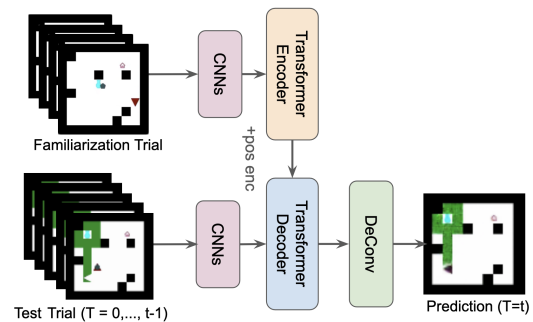 CNNs
Transformer
Encoder
Familiarization Trial
+pos enc
CNNs
Transformer
Decoder
DeConv
Test Trial (T = 0,..., t-1)
Prediction (T=t)